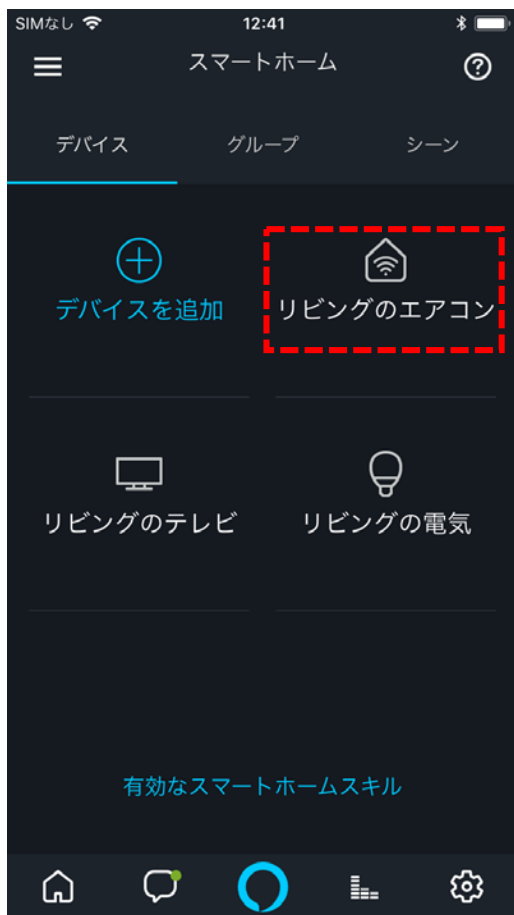 SIMなし 12:41
スマートホーム
?
デバイス グループ シーン
デバイスを追加 リビングのエアコン
リビングのテレビ リビングの電気
有効なスマートホームスキル